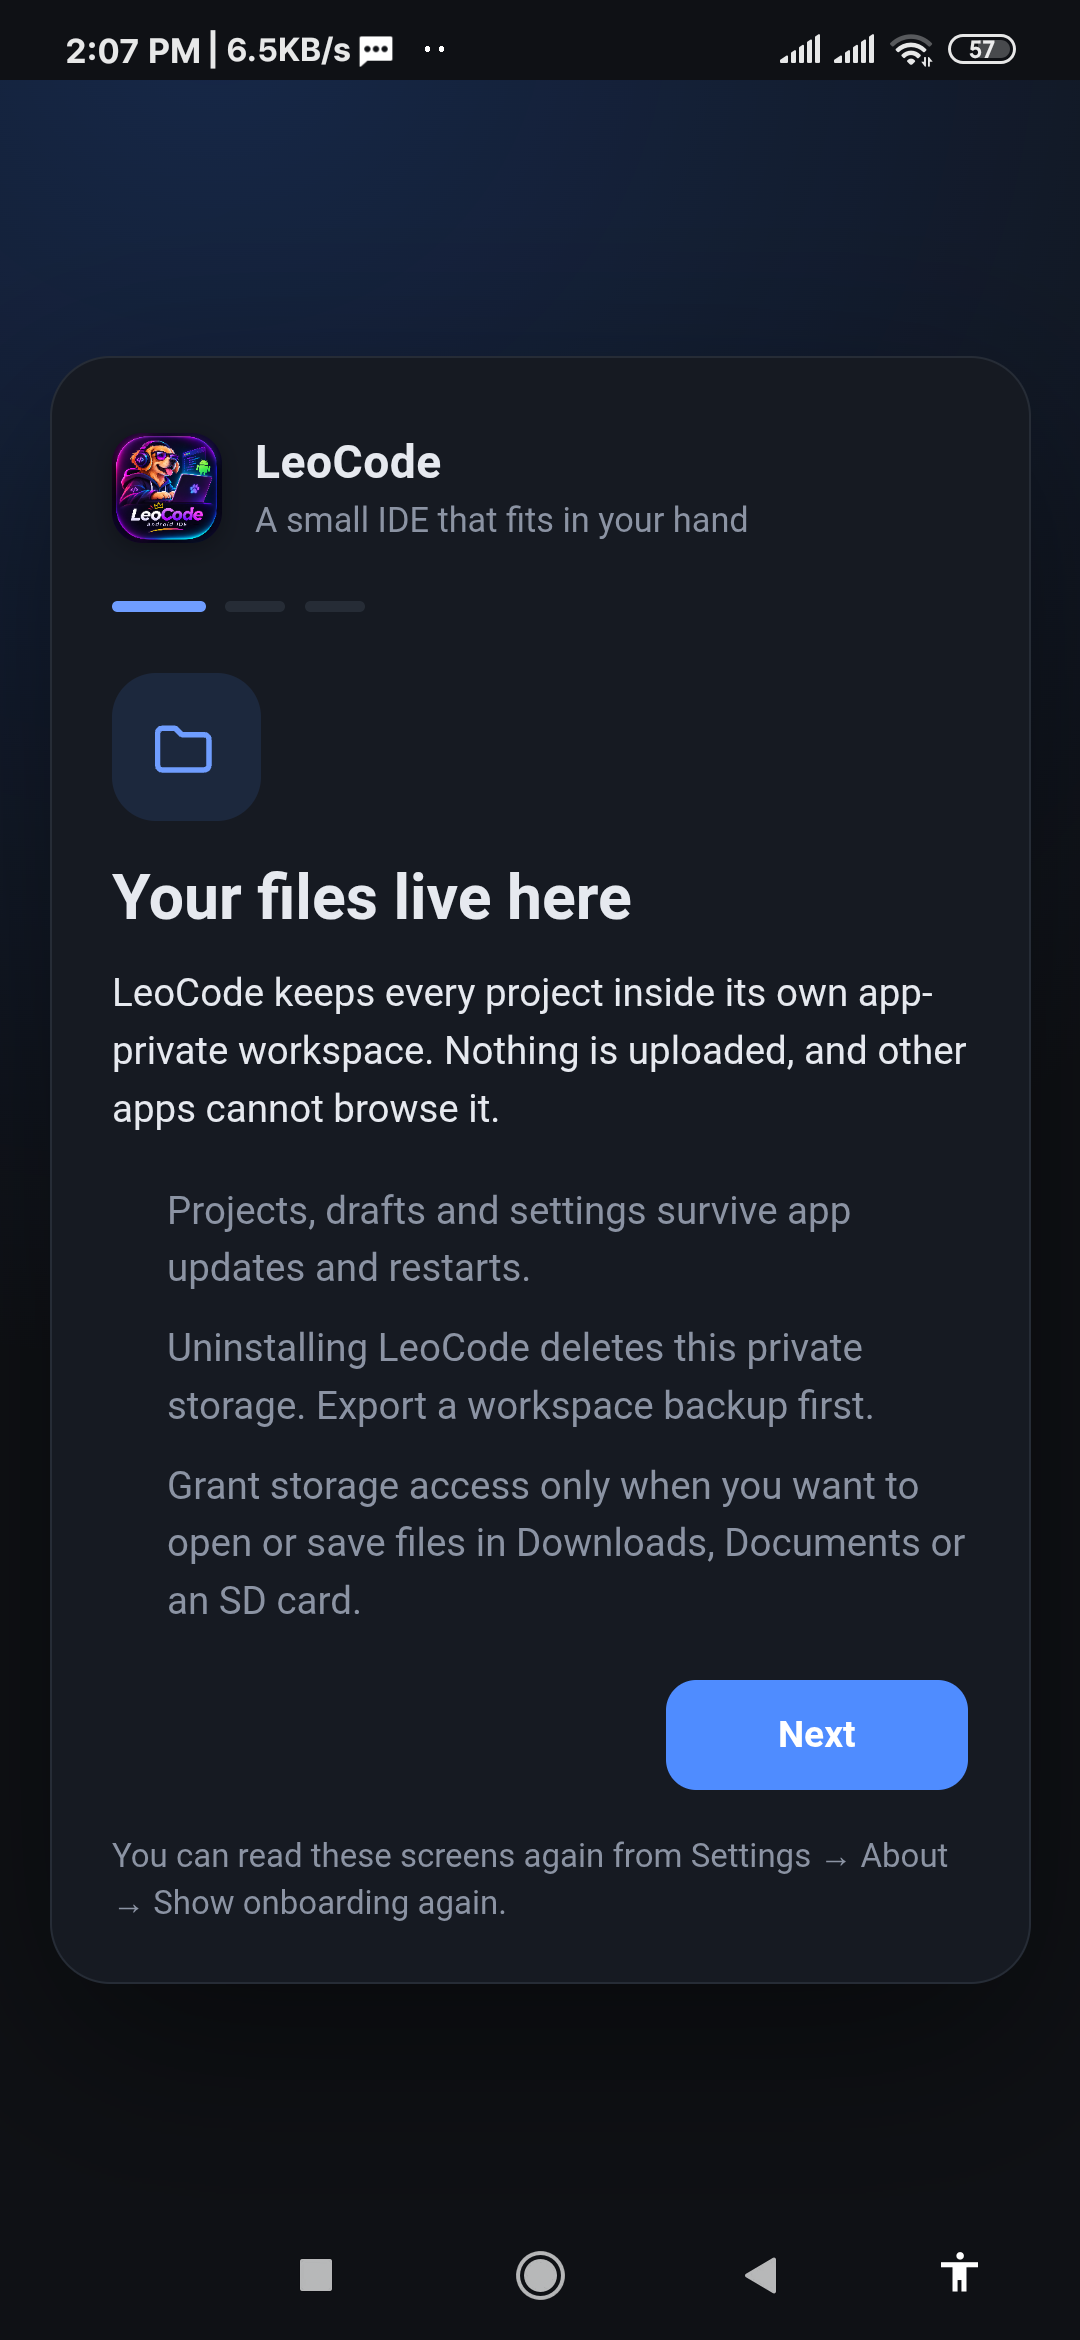 2:07 PM | 6.5KB/s
57
LeoCode
A small IDE that fits in your hand
LeoCode
Android IDE
Your files live here
LeoCode keeps every project inside its own app-
private workspace. Nothing is uploaded, and other
apps cannot browse it.
Projects, drafts and settings survive app
updates and restarts.
Uninstalling LeoCode deletes this private
storage. Export a workspace backup first.
Grant storage access only when you want to
open or save files in Downloads, Documents or
an SD card.
Next
You can read these screens again from Settings → About
→ Show onboarding again.